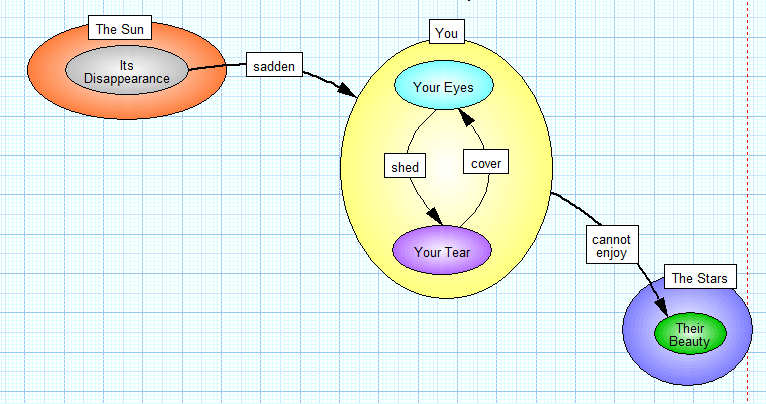 The Sun
Its
Disappearance
sadden
You
Your Eyes
shed
cover
Your Tear
cannot
enjoy
The Stars
Their
Beauty